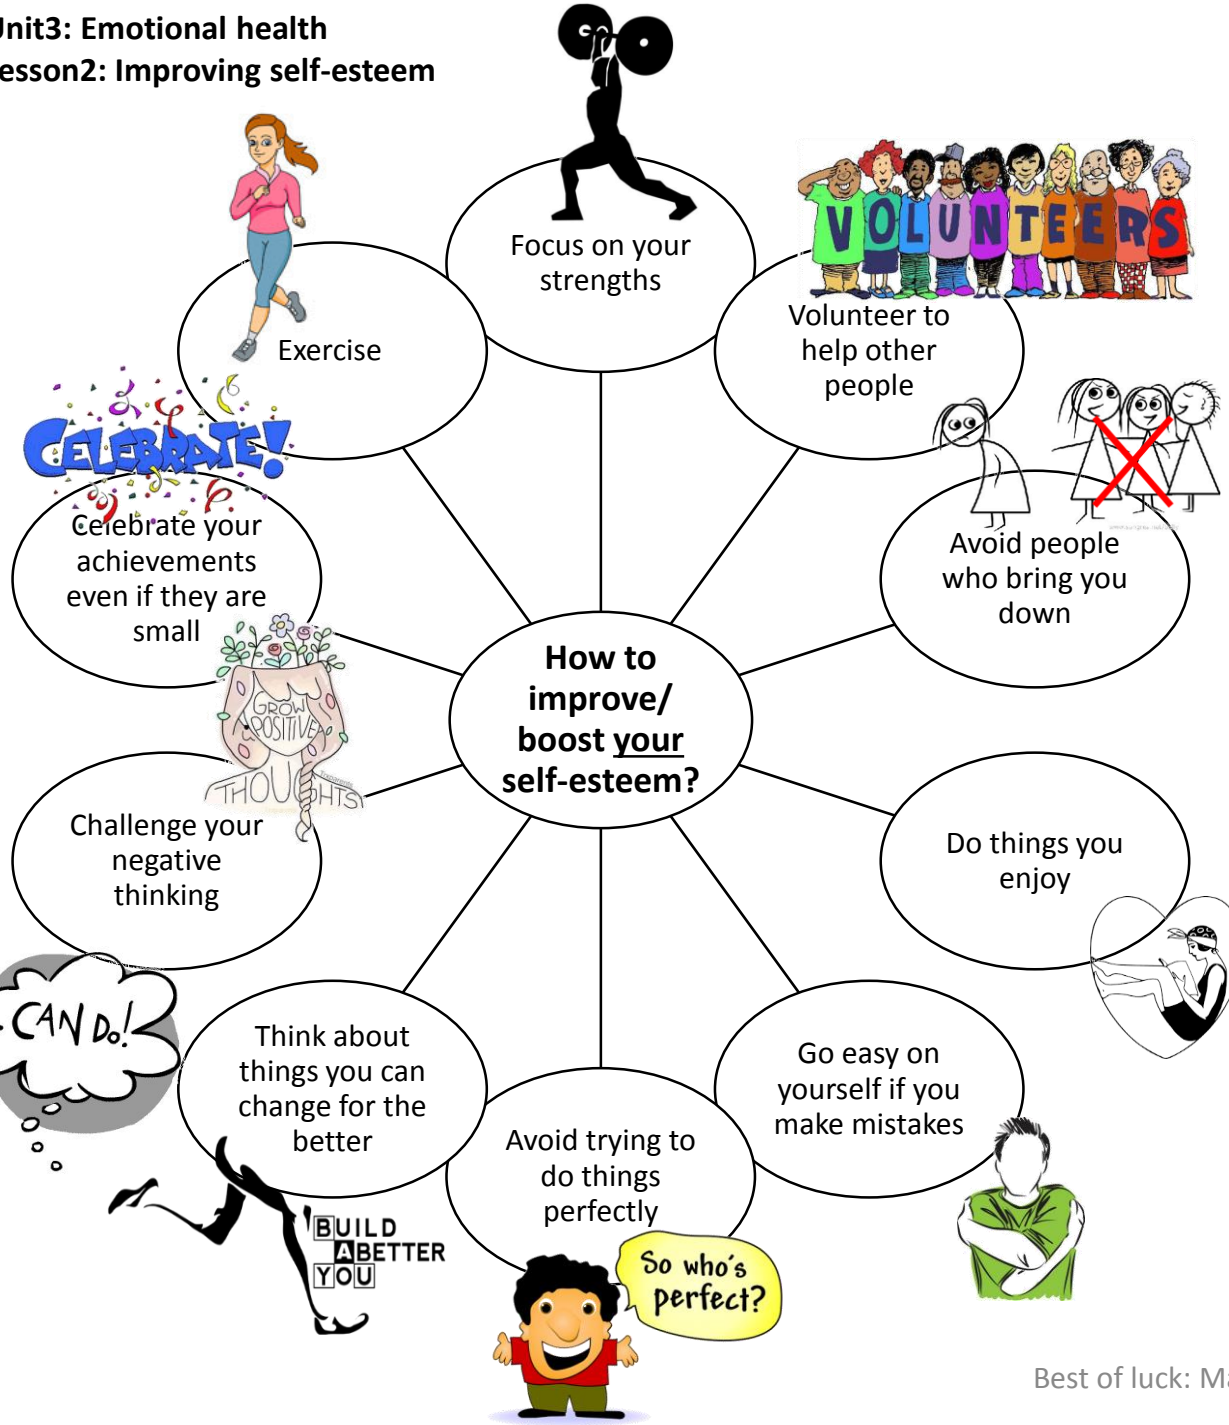 Unit3: Emotional health
Lesson2: Improving self-esteem
Focus on your
strengths
VOLUNTEERS
Volunteer to
help other
people
Exercise
CELEBRATE!
Celebrate your
achievements
even if they are
small
Avoid people
who bring you
down
How to
improve/
boost your
self-esteem?
GROW
POSITIVE
THOUGHTS
Challenge your
negative
thinking
Do things you
enjoy
CAN DO!
Think about
things you can
change for the
better
Go easy on
yourself if you
make mistakes
Avoid trying to
do things
perfectly
BUILD
A BETTER
YOU
So who's
perfect?
Best of luck: Ma